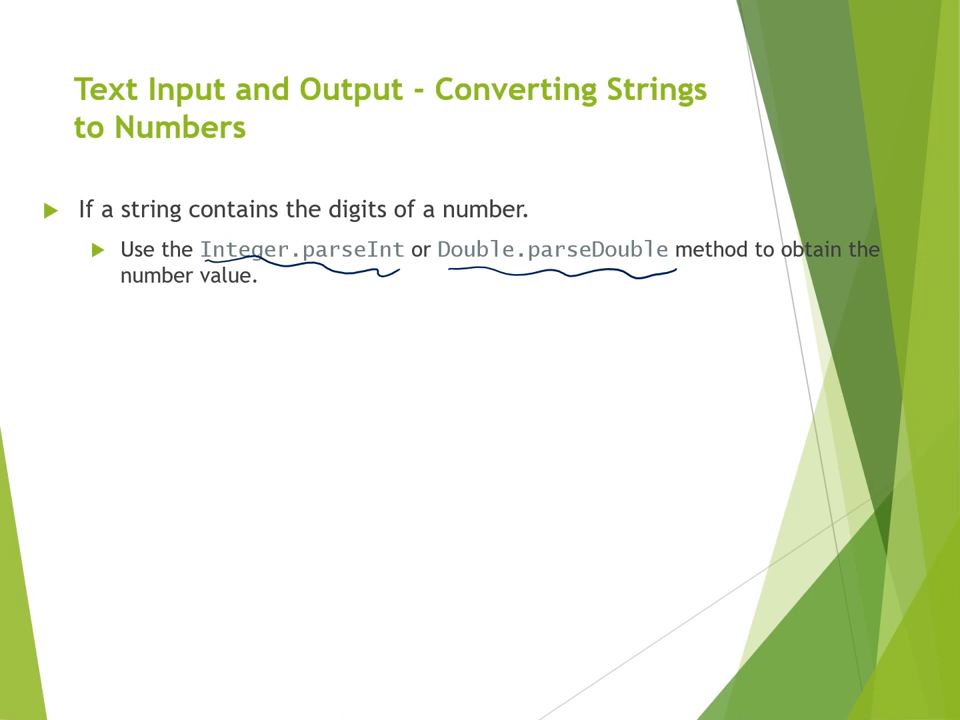 Text Input and Output - Converting Strings
to Numbers
If a string contains the digits of a number.
Use the Integer.parseInt or Double.parseDouble method to obtain the
number value.